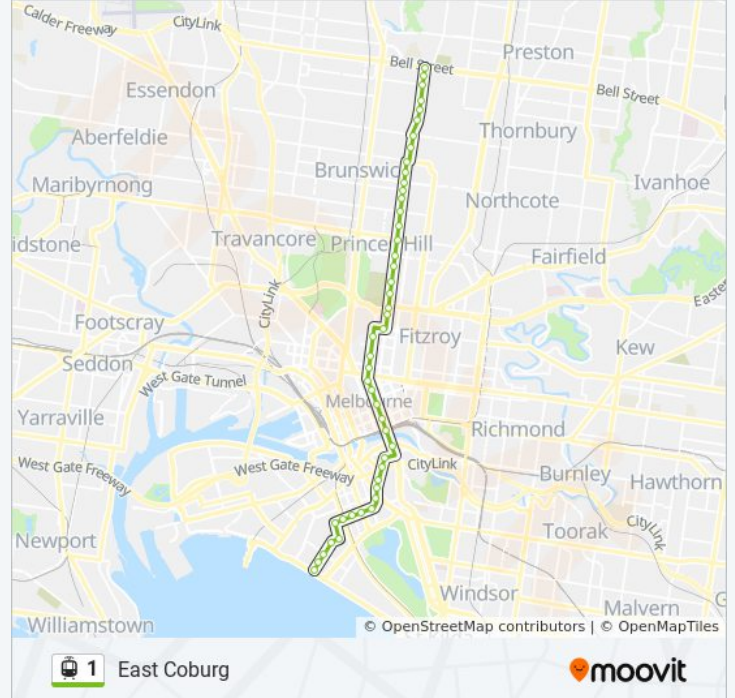 Calder Freeway
CityLink
Preston
Bell Street
Essendon
Bell Street
Aberfeldie
Thornbury
Brunswic
Maribyrnong
Ivanhoe
Northcote
Travancore
Princes Hill
idstone
Fairfield
CityLink
Easte
Footscray
Fitzroy
Kew
Seddon
West Gate Tunnel
Melbourne
Yarraville
Richmond
West Gate Freeway
West Gate Freeway
CityLink
Burnley
Hawthorn
Newport
Toorak
CityLink
Windsor
G
Malvern
Williamstown
© OpenStreetMap contributors | © OpenMapTiles
1 East Coburg
moovit